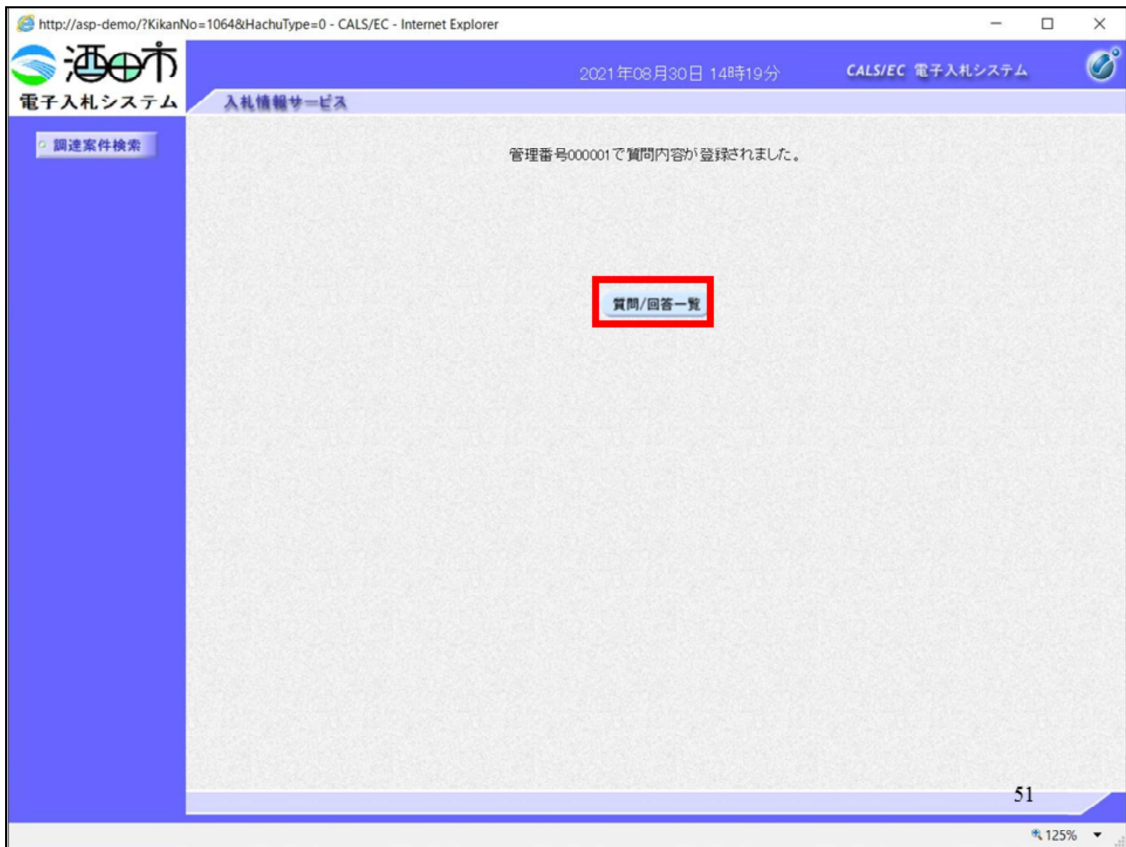 http://asp-demo/?KikanNo=1064&HachuType=0 - CALS/EC - Internet Explorer
酒田市
2021年08月30日 14時19分
CALS/EC 電子入札システム
電子入札システム
入札情報サービス
調達案件検索
管理番号000001で質問内容が登録されました。
質問/回答一覧
51
125%